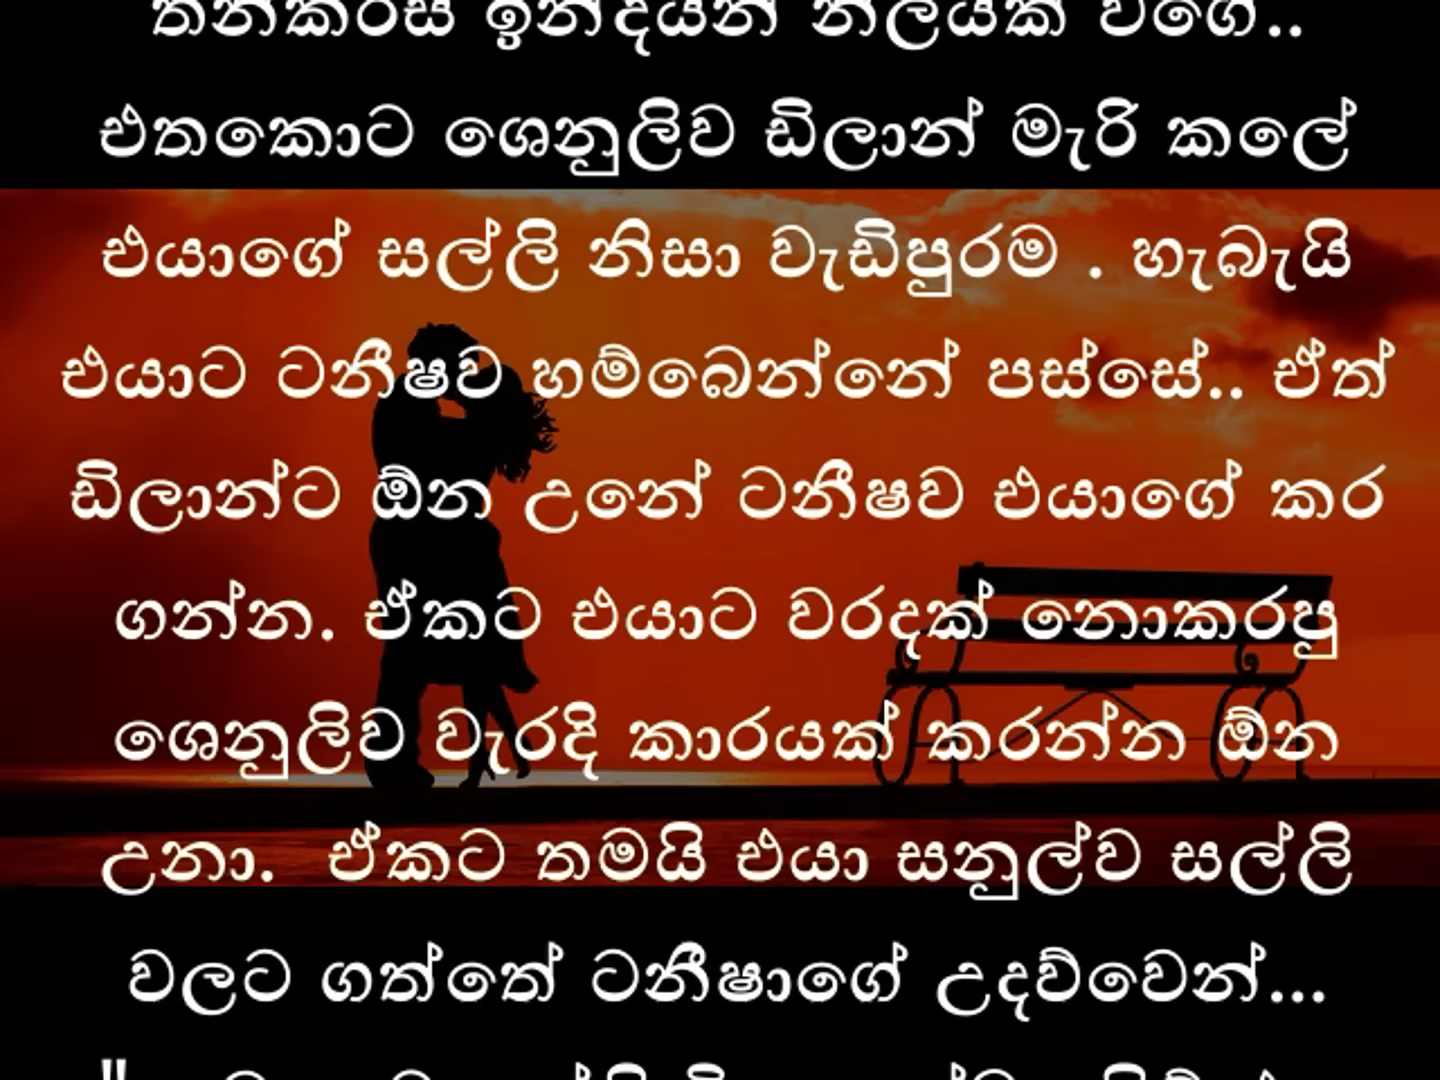 එතකොට ශෙනුලිව ඩිලාන් මැරි කලේ
එයාගේ සල්ලි නිසා වැඩිපුරම . හැබැයි
එයාට ටනීෂව හම්බෙන්නේ පස්සේ.. ඒත්
ඩිලාන්ට ඕන උනේ ටනීෂව එයාගේ කර
ගන්න. ඒකට එයාට වරදක් නොකරපු
ශෙනුලිව වැරදි කාරයක් කරන්න ඕන
උනා. ඒකට තමයි එයා සනුල්ව සල්ලි
වලට ගත්තේ ටනීෂාගේ උදව්වෙන්...